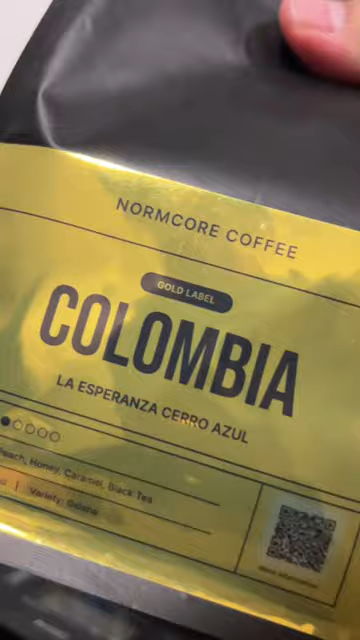 NORMCORE COFFEE
GOLD LABEL
COLOMBIA
LA ESPERANZA CERRO AZUL
Peach, Honey, Caramel, Black Tea
| Variety: Geisha